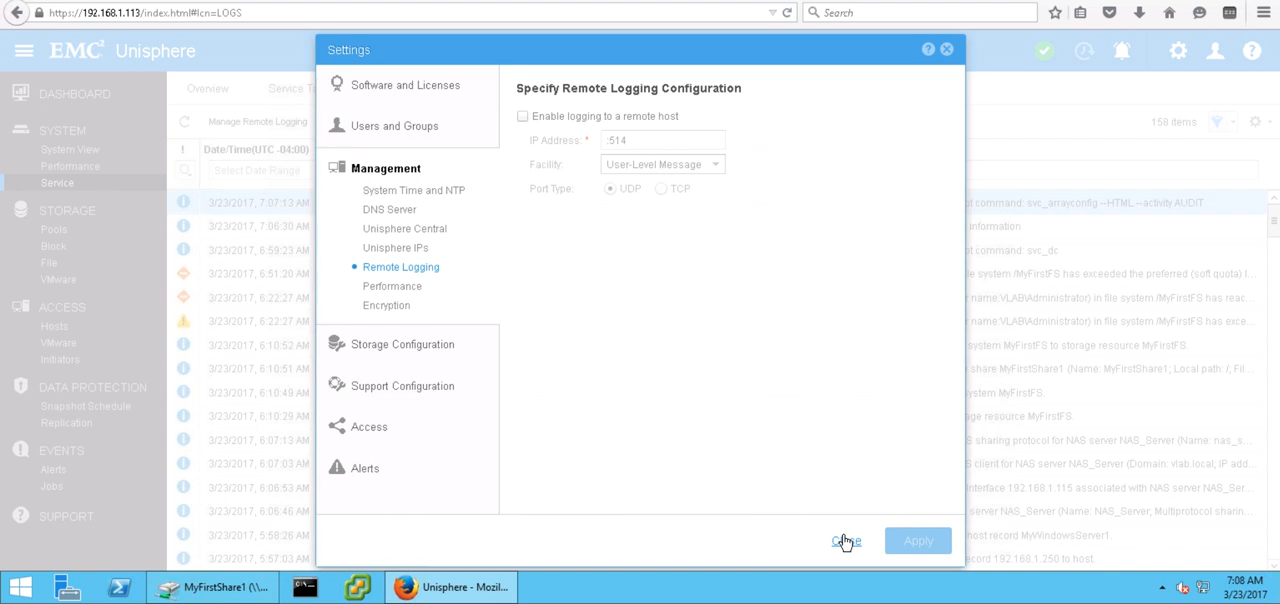 https://192.168.1.113/index.html#lcn=LOGS
Search
EMC² Unisphere
DASHBOARD
SYSTEM
System View
Performance
Service
STORAGE
Pools
Block
File
VMware
ACCESS
Hosts
VMware
Initiators
DATA PROTECTION
Snapshot Schedule
Replication
EVENTS
Alerts
Jobs
SUPPORT
Overview
Service To
Manage Remote Logging
158 items
! Date/Time(UTC -04:00)
Select Date Range
3/23/2017, 7:07:13 AM
3/23/2017, 7:06:30 AM
3/23/2017, 6:59:23 AM
3/23/2017, 6:51:20 AM
3/23/2017, 6:22:27 AM
3/23/2017, 6:22:27 AM
3/23/2017, 6:10:52 AM
3/23/2017, 6:10:51 AM
3/23/2017, 6:10:49 AM
3/23/2017, 6:10:29 AM
3/23/2017, 6:07:13 AM
3/23/2017, 6:07:03 AM
3/23/2017, 6:06:53 AM
3/23/2017, 6:06:46 AM
3/23/2017, 5:58:26 AM
3/23/2017, 5:57:03 AM
Settings
Software and Licenses
Users and Groups
Management
System Time and NTP
DNS Server
Unisphere Central
Unisphere IPs
Remote Logging
Performance
Encryption
Storage Configuration
Support Configuration
Access
Alerts
Specify Remote Logging Configuration
Enable logging to a remote host
IP Address: * :514
Facility: User-Level Message
Port Type: UDP TCP
Close
Apply
ot command: svc_arrayconfig --HTML --activity AUDIT
information
ot command: svc_dc
le system /MyFirstFS has exceeded the preferred (soft quota) l...
r name:VLAB\Administrator) in file system /MyFirstFS has reac...
r name:VLAB\Administrator) in file system /MyFirstFS has exce...
system MyFirstFS to storage resource MyFirstFS.
share MyFirstShare1 (Name: MyFirstShare1; Local path: /, Fil...
system MyFirstFS.
age resource MyFirstFS.
sharing protocol for NAS server NAS_Server (Name: nas_s...
S client for NAS server NAS_Server (Domain: vlab.local; IP add...
nterface 192.168.1.115 associated with NAS server NAS_Ser...
server NAS_Server (Name: NAS_Server, Multiprotocol sharin...
ost record MyWindowsServer1
cord 192.168.1.250 to host
MyFirstShare1 (\\...
Unisphere - Mozil...
7:08 AM
3/23/2017